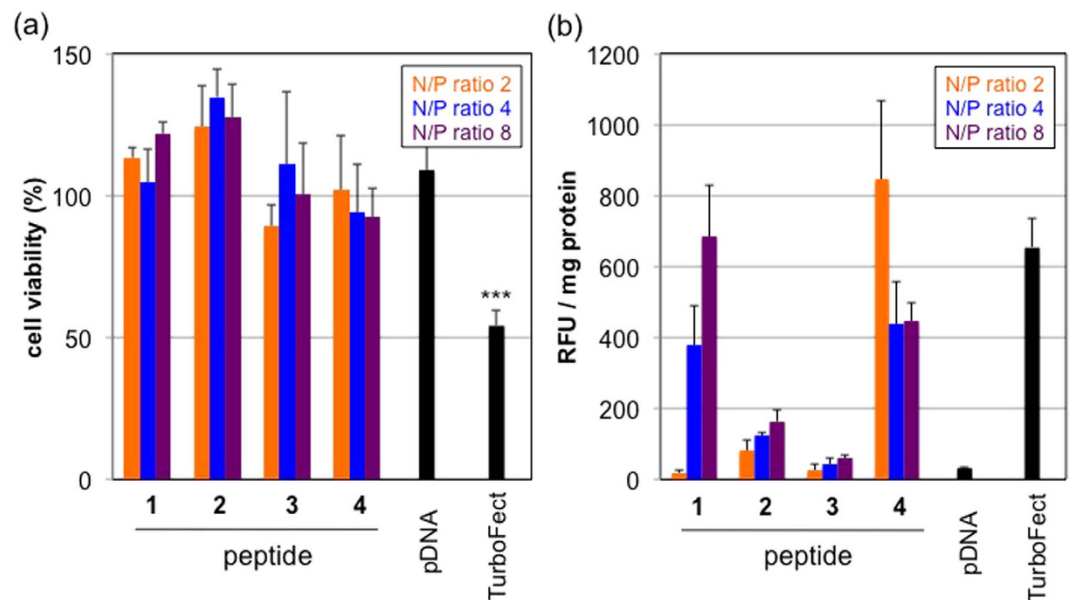 (a)
150
100
50
0
cell viability (%)
N/P ratio 2
N/P ratio 4
N/P ratio 8
***
1 2 3 4
peptide
pDNA
TurboFect
(b)
1200
1000
800
600
400
200
0
RFU / mg protein
N/P ratio 2
N/P ratio 4
N/P ratio 8
1 2 3 4
peptide
pDNA
TurboFect